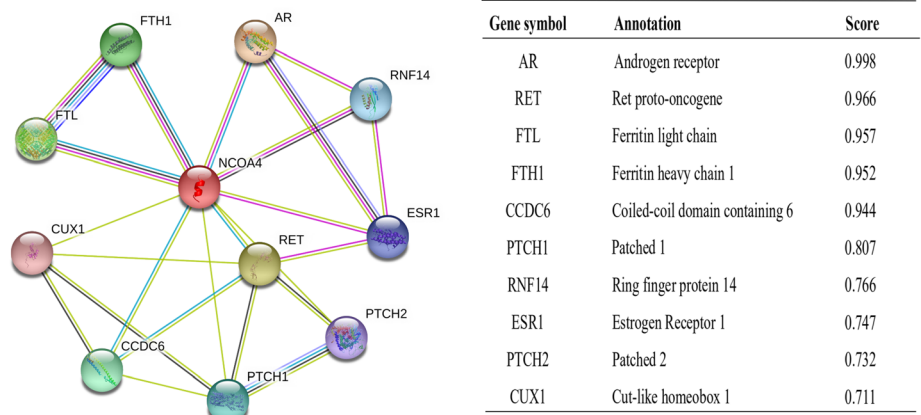 FTH1
AR
RNF14
FTL
NCOA4
ESR1
CUX1
RET
PTCH2
CCDC6
PTCH1
Gene symbol Annotation Score
AR Androgen receptor 0.998
RET Ret proto-oncogene 0.966
FTL Ferritin light chain 0.957
FTH1 Ferritin heavy chain 1 0.952
CCDC6 Coiled-coil domain containing 6 0.944
PTCH1 Patched 1 0.807
RNF14 Ring finger protein 14 0.766
ESR1 Estrogen Receptor 1 0.747
PTCH2 Patched 2 0.732
CUX1 Cut-like homeobox 1 0.711